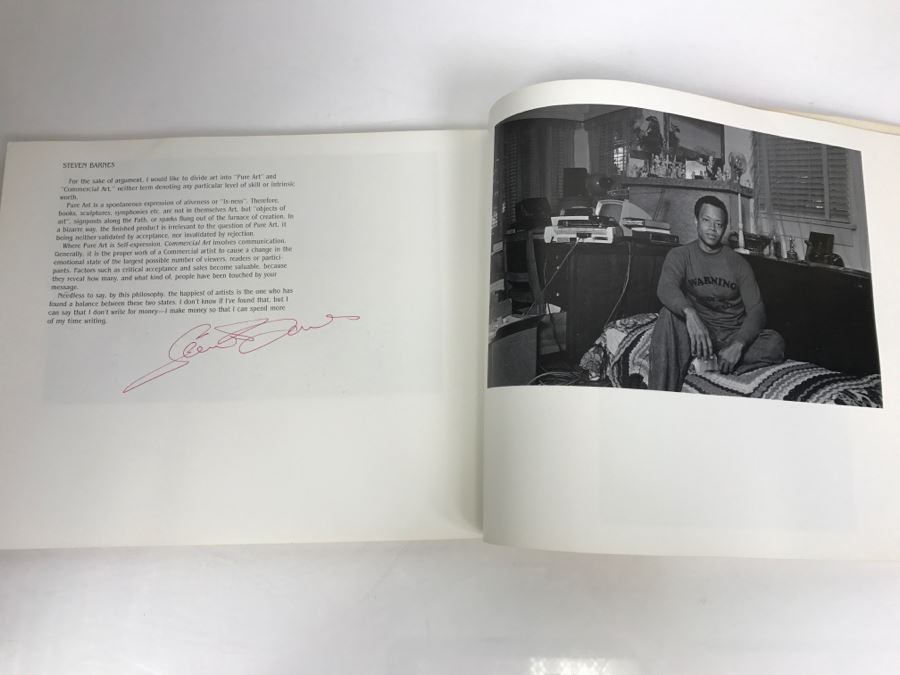 STEVEN BARNES
For the sake of argument, I would like to divide art into "Pure Art" and
"Commercial Art," neither term denoting any particular level of skill or intrinsic
worth.
Pure Art is a spontaneous expression of aliveness or "Is-ness". Therefore,
books, sculptures, symphonies etc. are not in themselves Art, but "objects of
art", signposts along the Path, or sparks flung out of the furnace of creation. In
a bizarre way, the finished product is irrelevant to the question of Pure Art, it
being neither validated by acceptance, nor invalidated by rejection.
Where Pure Art is Self-expression, Commercial Art involves communication.
Generally, it is the proper work of a Commercial artist to cause a change in the
emotional state of the largest possible number of viewers, readers or partici-
pants. Factors such as critical acceptance and sales become valuable, because
they reveal how many, and what kind of, people have been touched by your
message.
Needless to say, by this philosophy, the happiest of artists is the one who has
found a balance between these two states. I don't know if I've found that, but I
can say that I don't write for money—I make money so that I can spend more
of my time writing.
Steven Barnes
WARNING